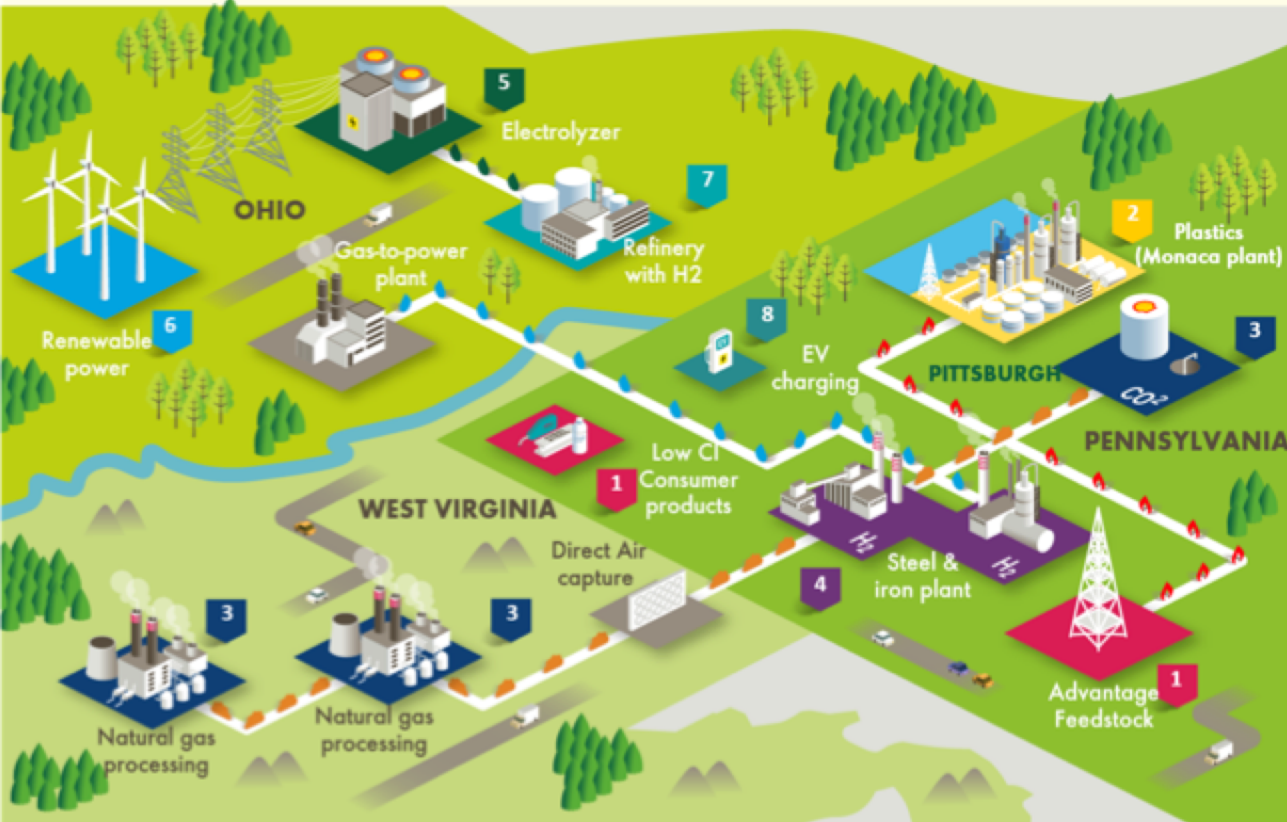 5
Electrolyzer
7
OHIO
Gas-to-power
plant
Refinery
with H2
2
Plastics
(Monaca plant)
Renewable
power
6
8
EV
EV
charging
3
PITTSBURGH
CO2
PENNSYLVANIA
Low CI
Consumer
products
1
WEST VIRGINIA
Direct Air
capture
H2
H2
Steel &
iron plant
4
3
3
Natural gas
processing
Natural gas
processing
Advantage
Feedstock
1